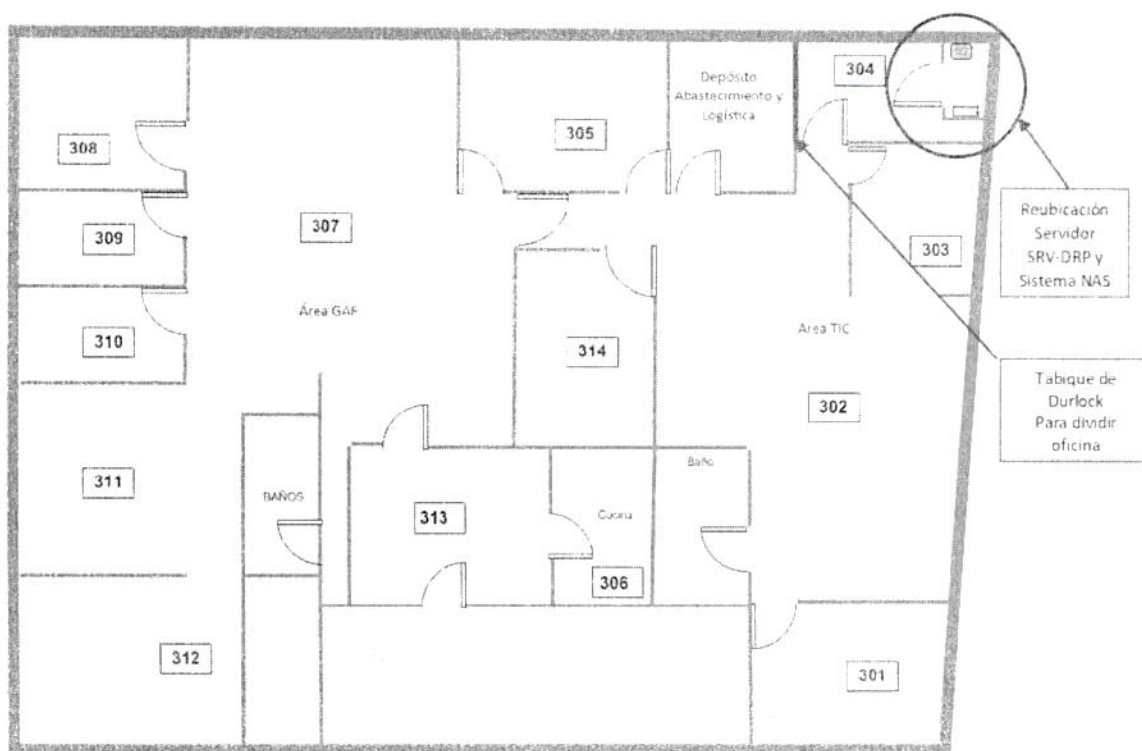 304
Depósito
Abastecimiento y
Logística
305
308
307
309
303
Reubicación
Servidor
SRV-DRP y
Sistema NAS
Área GAF
Area TIC
310
314
302
Tabique de
Durlock
Para dividir
oficina
Baño
311
BAÑOS
313
Cocina
306
312
301